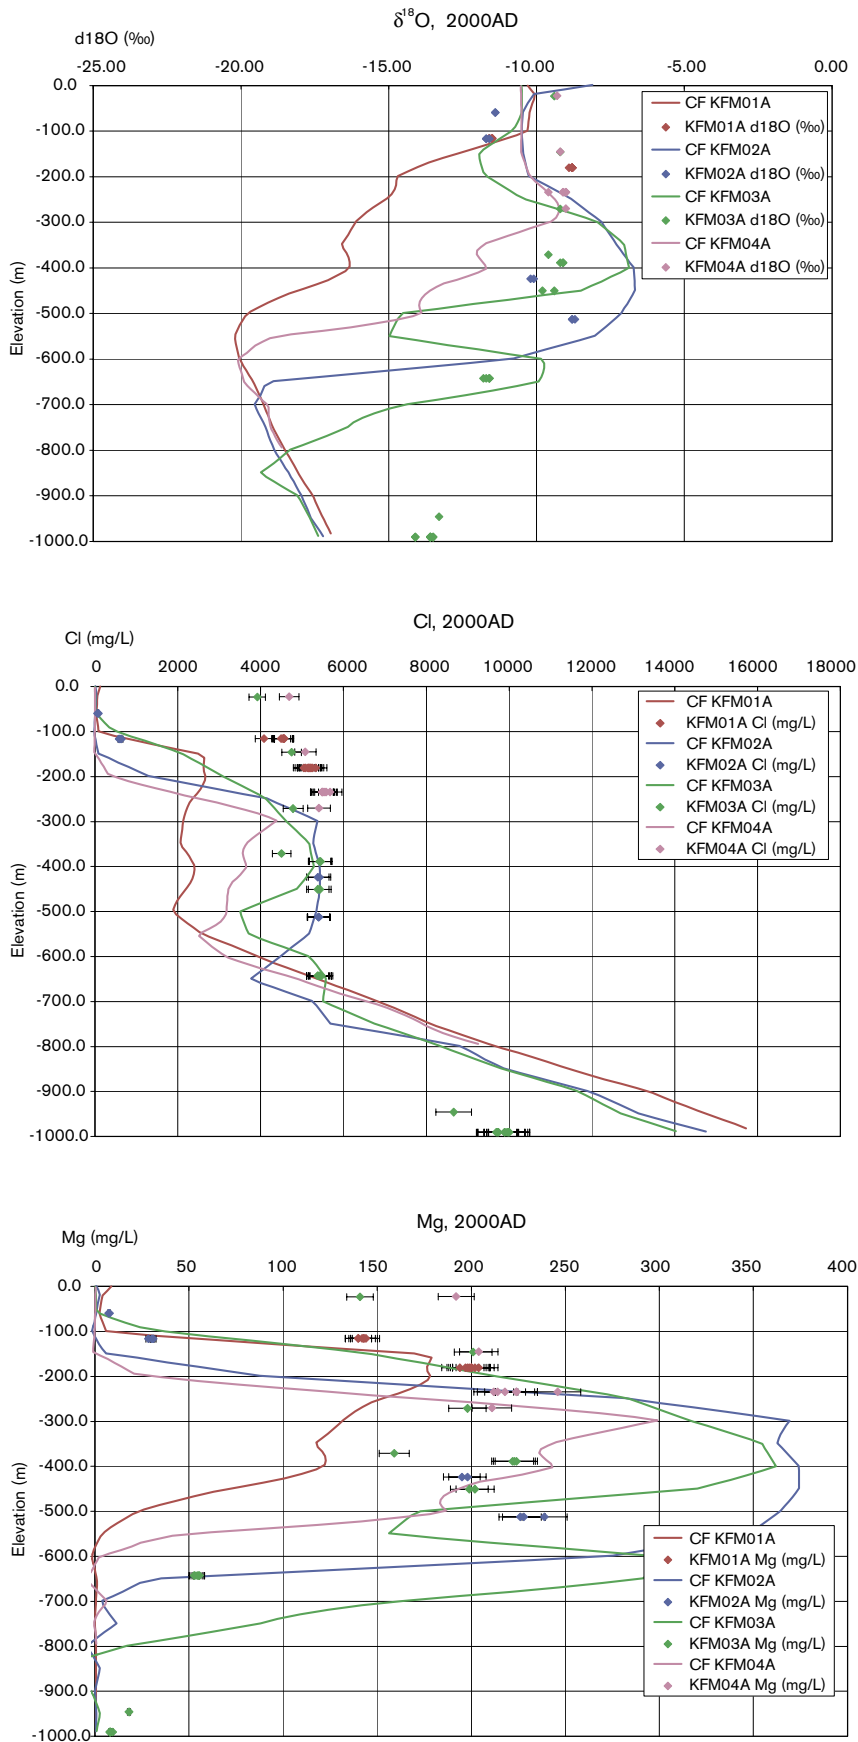 δ18O, 2000AD
d18O (‰)
-25.00 -20.00 -15.00 -10.00 -5.00 0.00
0.0
-100.0
-200.0
-300.0
-400.0
-500.0
-600.0
-700.0
-800.0
-900.0
-1000.0
Elevation (m)
CF KFM01A
KFM01A d18O (‰)
CF KFM02A
KFM02A d18O (‰)
CF KFM03A
KFM03A d18O (‰)
CF KFM04A
KFM04A d18O (‰)
Cl, 2000AD
Cl (mg/L)
0 2000 4000 6000 8000 10000 12000 14000 16000 18000
0.0
-100.0
-200.0
-300.0
-400.0
-500.0
-600.0
-700.0
-800.0
-900.0
-1000.0
Elevation (m)
CF KFM01A
KFM01A Cl (mg/L)
CF KFM02A
KFM02A Cl (mg/L)
CF KFM03A
KFM03A Cl (mg/L)
CF KFM04A
KFM04A Cl (mg/L)
Mg, 2000AD
Mg (mg/L)
0 50 100 150 200 250 300 350 400
0.0
-100.0
-200.0
-300.0
-400.0
-500.0
-600.0
-700.0
-800.0
-900.0
-1000.0
Elevation (m)
CF KFM01A
KFM01A Mg (mg/L)
CF KFM02A
KFM02A Mg (mg/L)
CF KFM03A
KFM03A Mg (mg/L)
CF KFM04A
KFM04A Mg (mg/L)